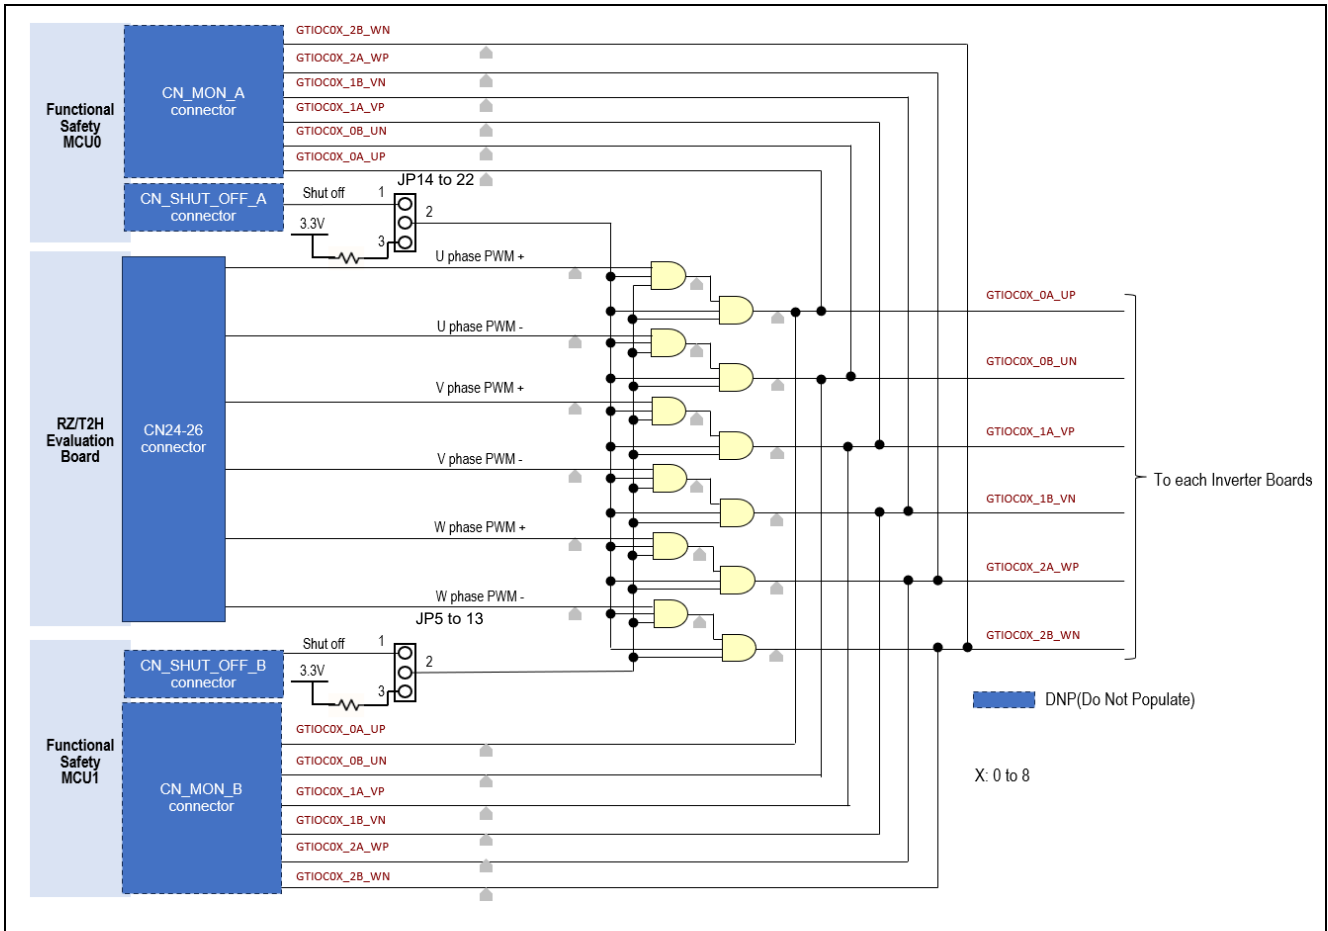 Functional
Safety
MCU0
CN_MON_A
connector
GTIOC0X_2B_WN
GTIOC0X_2A_WP
GTIOC0X_1B_VN
GTIOC0X_1A_VP
GTIOC0X_0B_UN
GTIOC0X_0A_UP
CN_SHUT_OFF_A
connector
Shut off
3.3V
JP14 to 22
1
2
3
RZ/T2H
Evaluation
Board
CN24-26
connector
U phase PWM +
U phase PWM -
V phase PWM +
V phase PWM -
W phase PWM +
W phase PWM -
GTIOC0X_0A_UP
GTIOC0X_0B_UN
GTIOC0X_1A_VP
GTIOC0X_1B_VN
GTIOC0X_2A_WP
GTIOC0X_2B_WN
To each Inverter Boards
JP5 to 13
Shut off
3.3V
1
2
3
Functional
Safety
MCU1
CN_SHUT_OFF_B
connector
CN_MON_B
connector
GTIOC0X_0A_UP
GTIOC0X_0B_UN
GTIOC0X_1A_VP
GTIOC0X_1B_VN
GTIOC0X_2A_WP
GTIOC0X_2B_WN
DNP(Do Not Populate)
X: 0 to 8